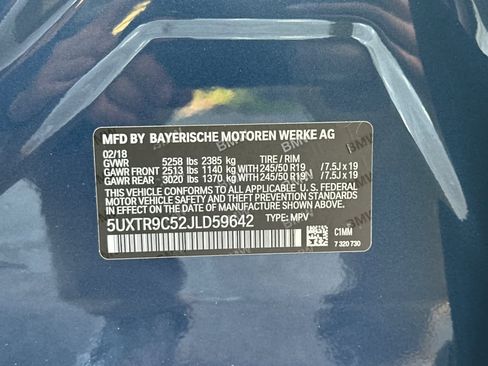 MFD BY BAYERISCHE MOTOREN WERKE AG
02/18
GVWR 5258 lbs 2385 kg TIRE / RIM
GAWR FRONT 2513 lbs 1140 kg 245/50 R19 /7.5J x 19
GAWR REAR 3020 lbs 1370 kg 245/50 R19 /7.5J x 19
THIS VEHICLE CONFORMS TO ALL APPLICABLE U.S. FEDERAL
MOTOR VEHICLE SAFETY, BUMPER, AND THEFT PREVENTION
STANDARDS IN EFFECT ON THE DATE OF MANUFACTURE SHOWN ABOVE.
5UXTR9C52JLD59642 TYPE: MPV C1MM
7 320 730